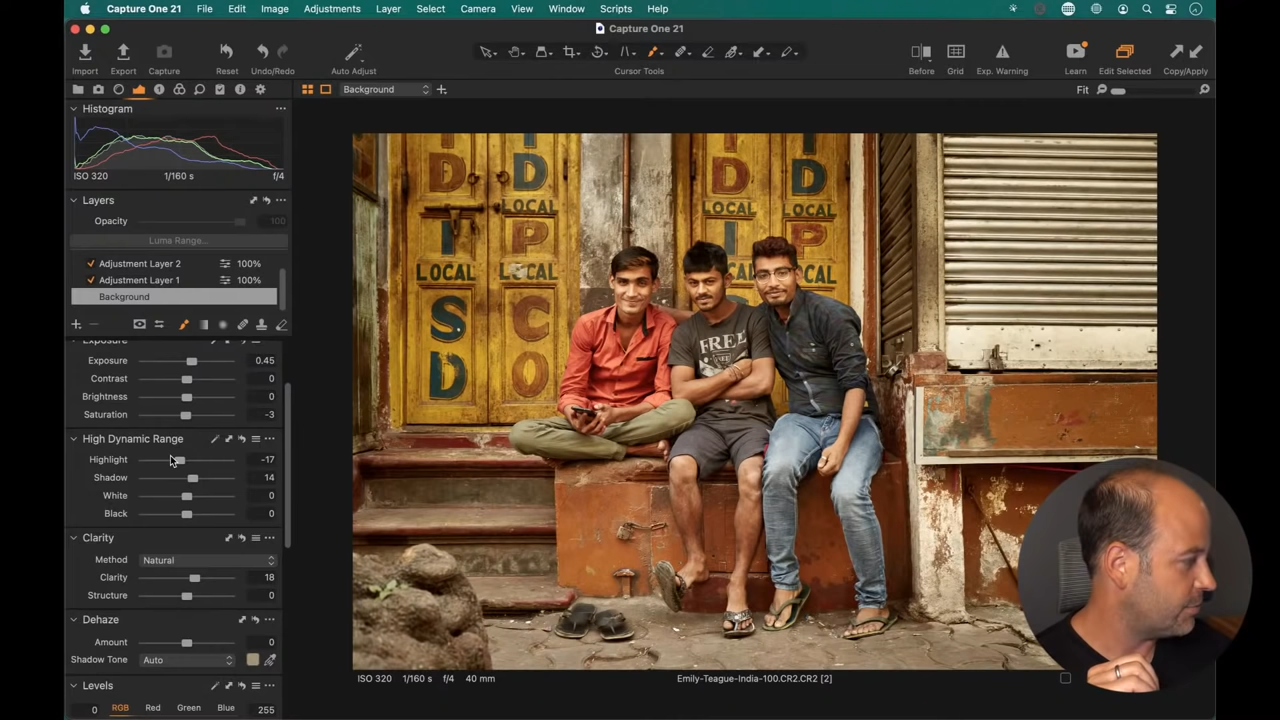 Capture One 21 File Edit Image Adjustments Layer Select Camera View Window Scripts Help
Capture One 21
Import Export Capture Reset Undo/Redo Auto Adjust Cursor Tools Before Grid Exp. Warning Learn Edit Selected Copy/Apply
Background
Fit
Histogram
ISO 320 1/160 s f/4
Layers
Opacity 100
Luma Range...
Adjustment Layer 2 100%
Adjustment Layer 1 100%
Background
Exposure
Exposure 0.45
Contrast 0
Brightness 0
Saturation -3
High Dynamic Range
Highlight -17
Shadow 14
White 0
Black 0
Clarity
Method Natural
Clarity 18
Structure 0
Dehaze
Amount 0
Shadow Tone Auto
Levels
0 RGB Red Green Blue 255
D D D D
LOCAL LOCAL LOCAL LOCAL
I P I P
LOCAL LOCAL LOCAL
S C
D O
FREE
ISO 320 1/160 s f/4 40 mm
Emily-Teague-India-100.CR2.CR2 [2]